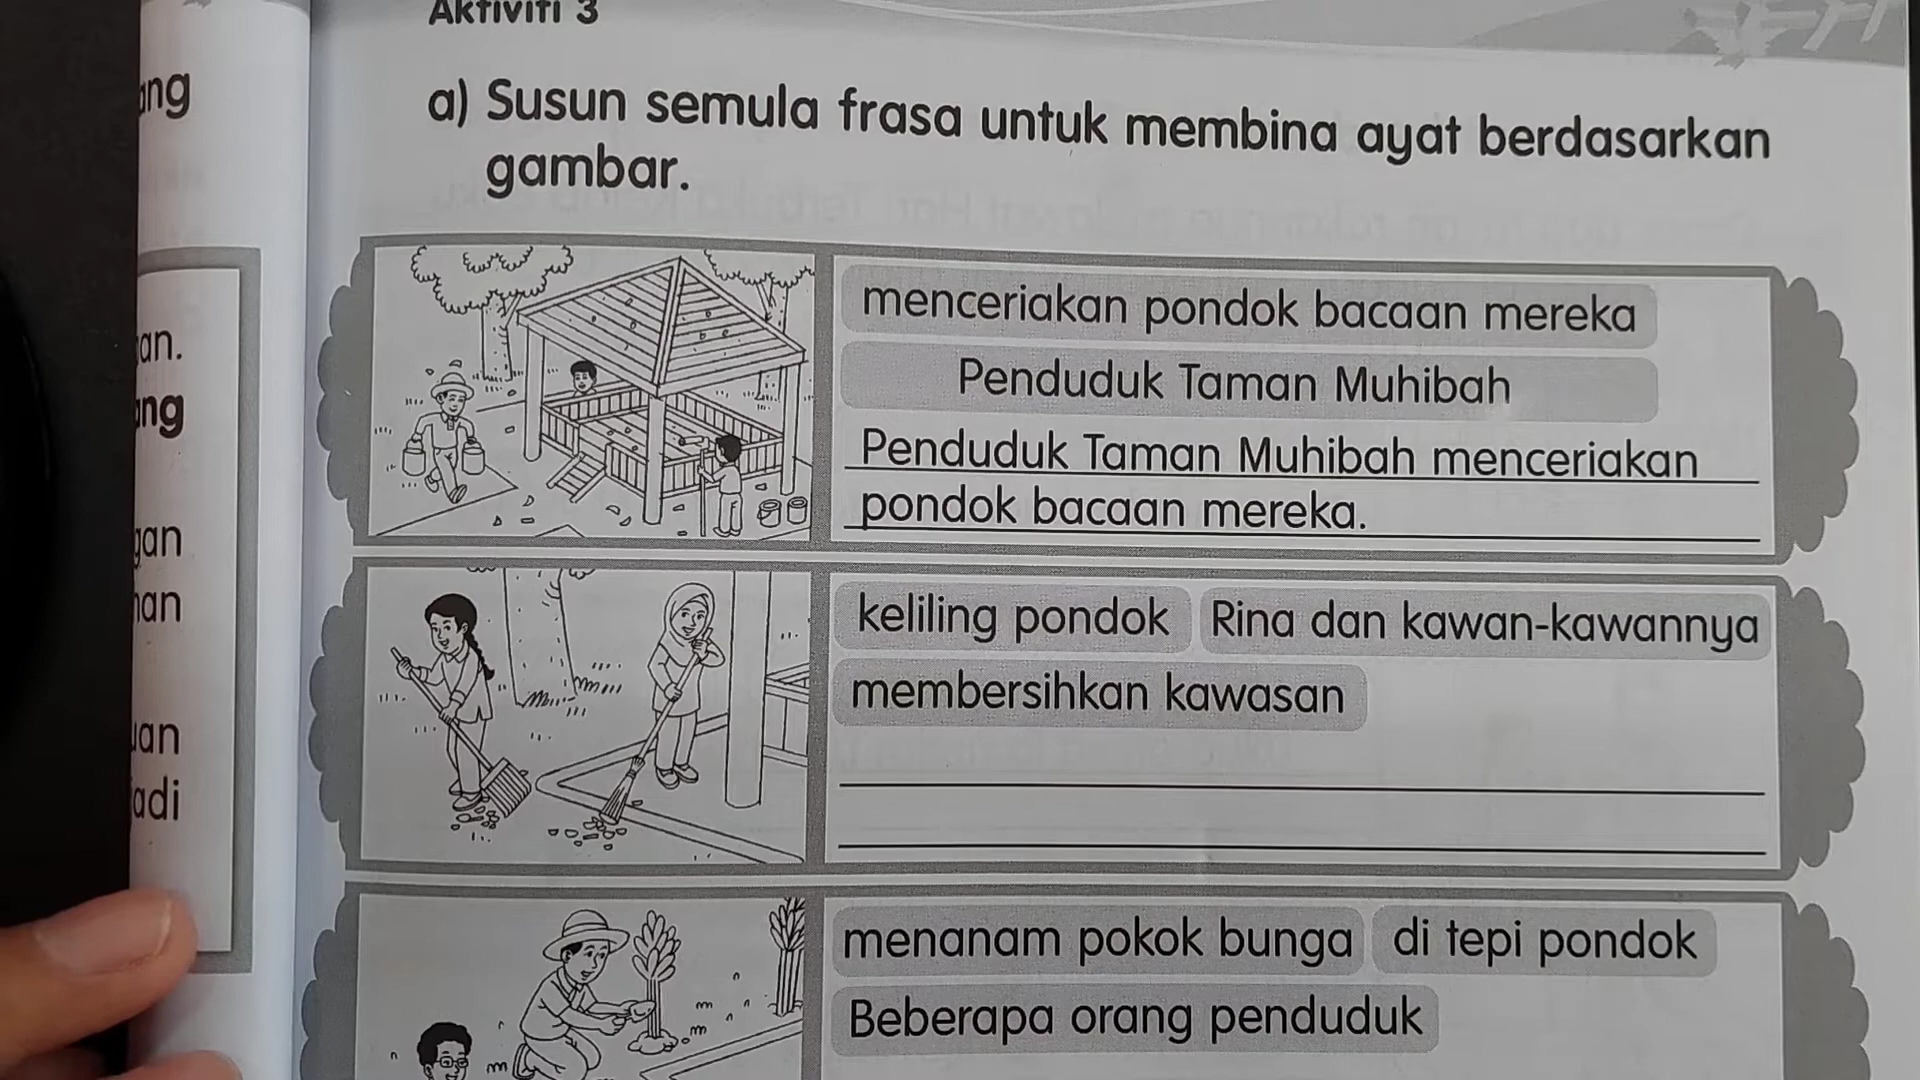 Aktiviti 3
a) Susun semula frasa untuk membina ayat berdasarkan
gambar.
menceriakan pondok bacaan mereka
Penduduk Taman Muhibah
Penduduk Taman Muhibah menceriakan
pondok bacaan mereka.
keliling pondok Rina dan kawan-kawannya
membersihkan kawasan
menanam pokok bunga di tepi pondok
Beberapa orang penduduk